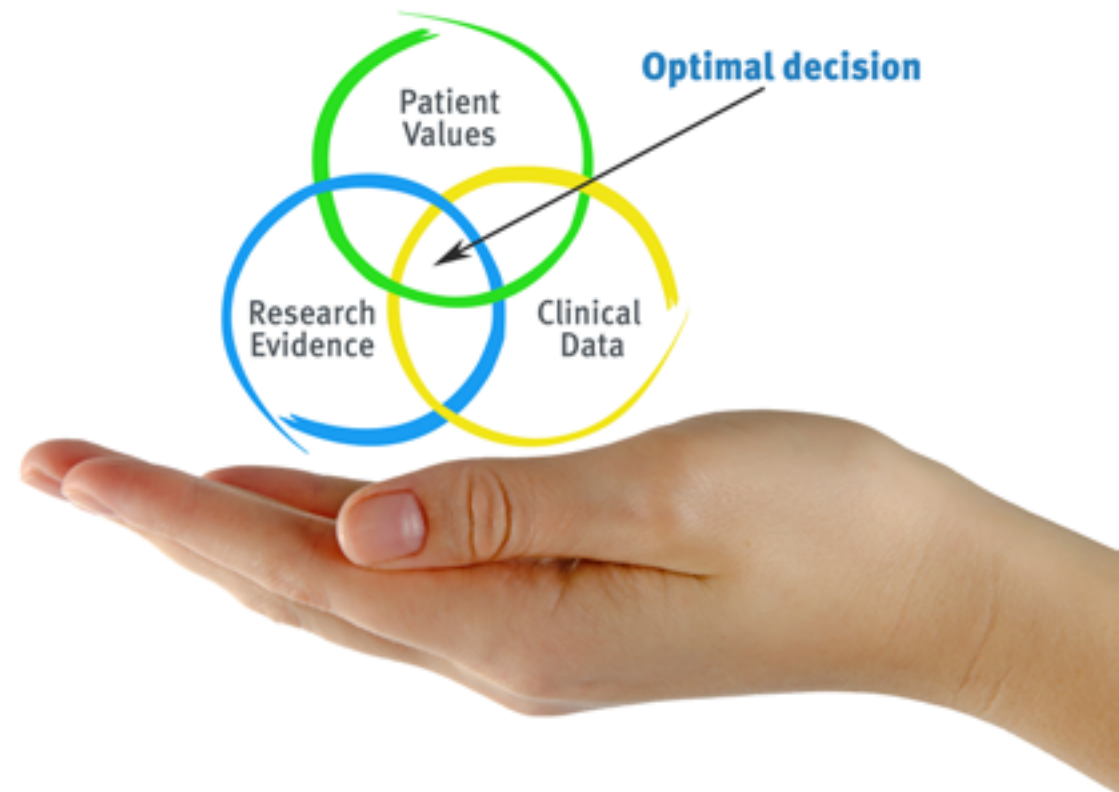 Optimal decision
Patient
Values
Research
Evidence
Clinical
Data